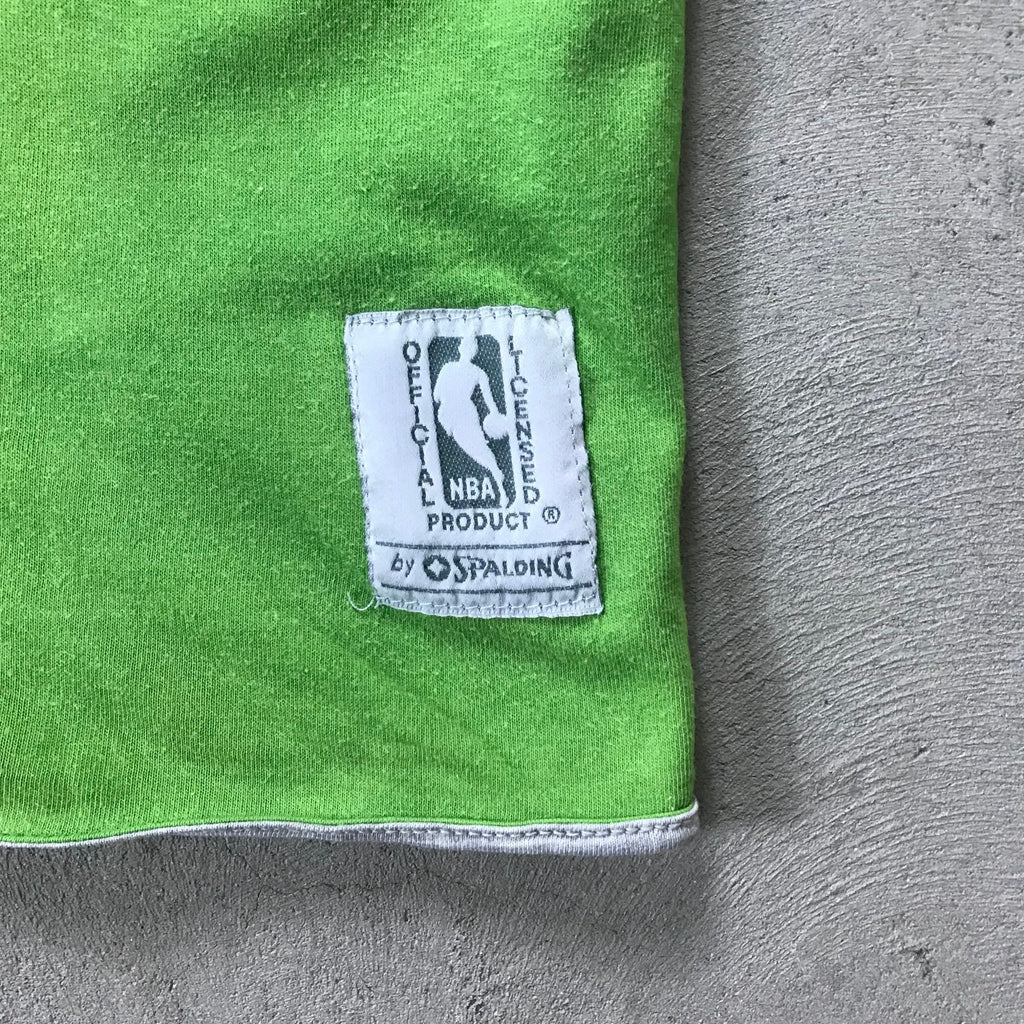 OFFICIAL
LICENSED
NBA
PRODUCT ®
by SPALDING